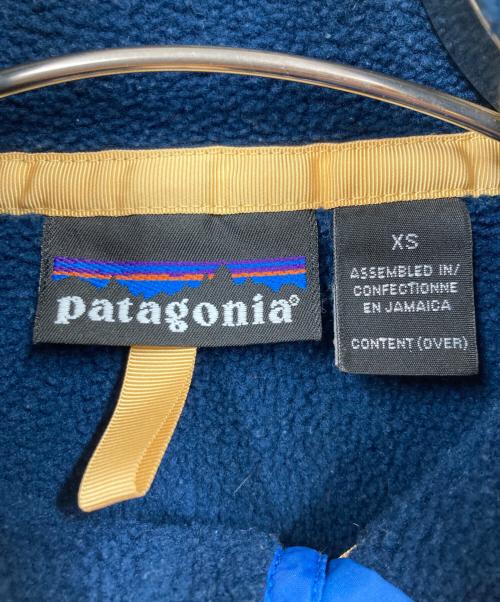 patagonia®
XS
ASSEMBLED IN/
CONFECTIONNE
EN JAMAICA
CONTENT (OVER)